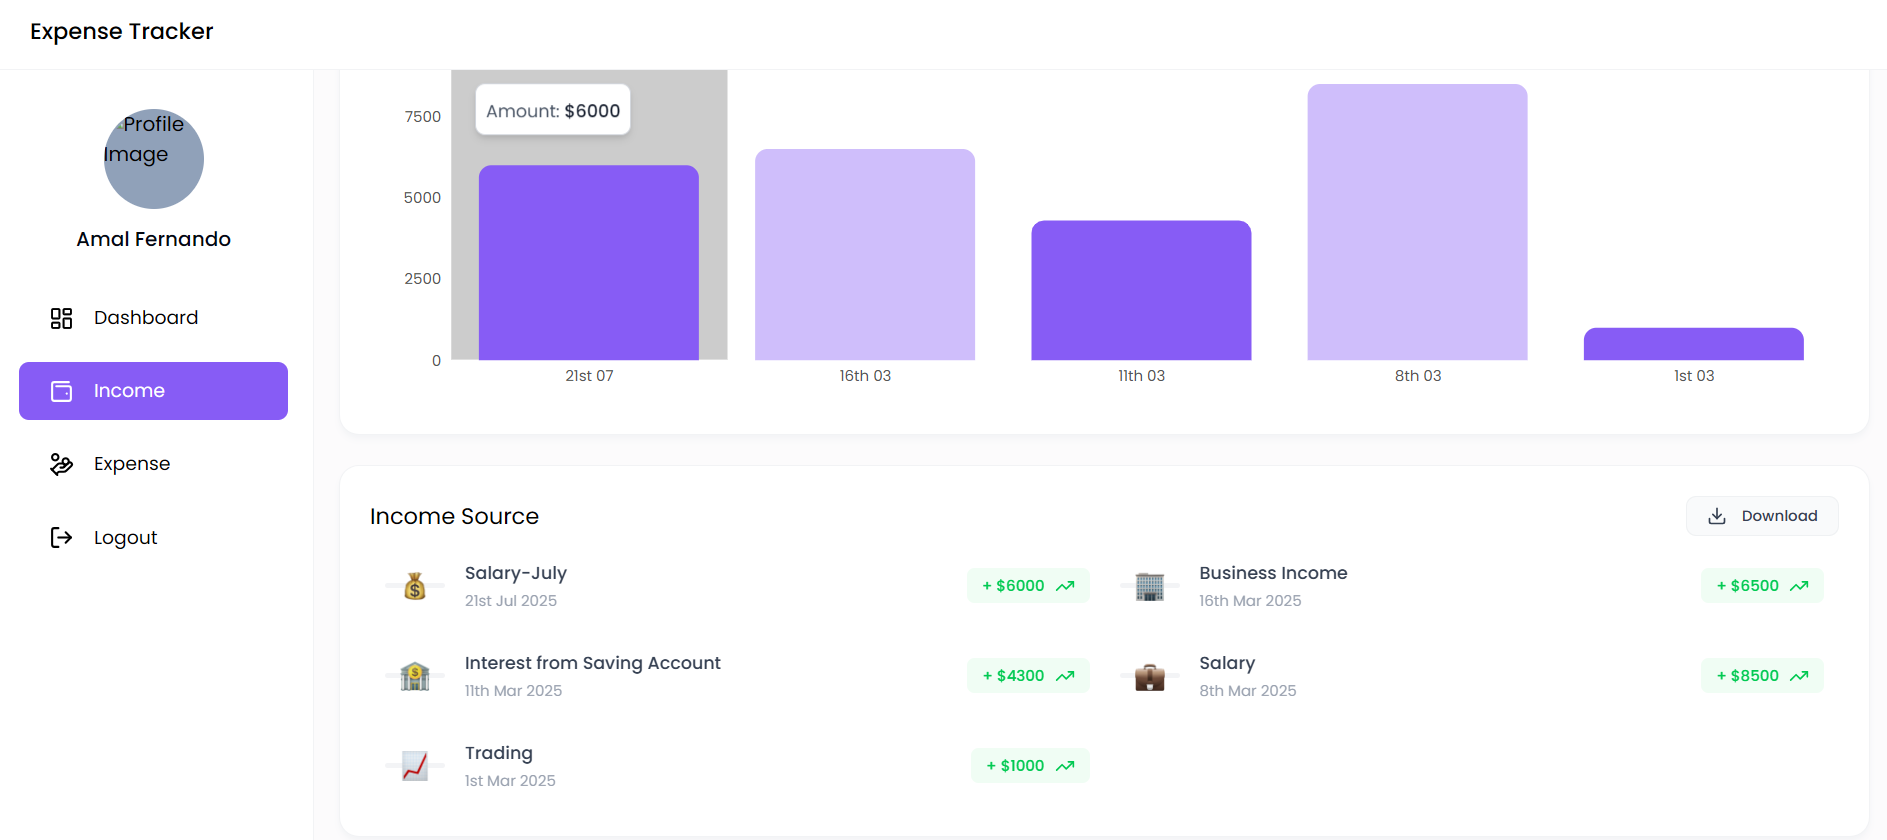 Expense Tracker
Profile
Image
Amal Fernando
Dashboard
Income
Expense
Logout
Amount: $6000
7500
5000
2500
0
21st 07
16th 03
11th 03
8th 03
1st 03
Income Source
Download
Salary-July
21st Jul 2025
+ $6000
Business Income
16th Mar 2025
+ $6500
Interest from Saving Account
11th Mar 2025
+ $4300
Salary
8th Mar 2025
+ $8500
Trading
1st Mar 2025
+ $1000